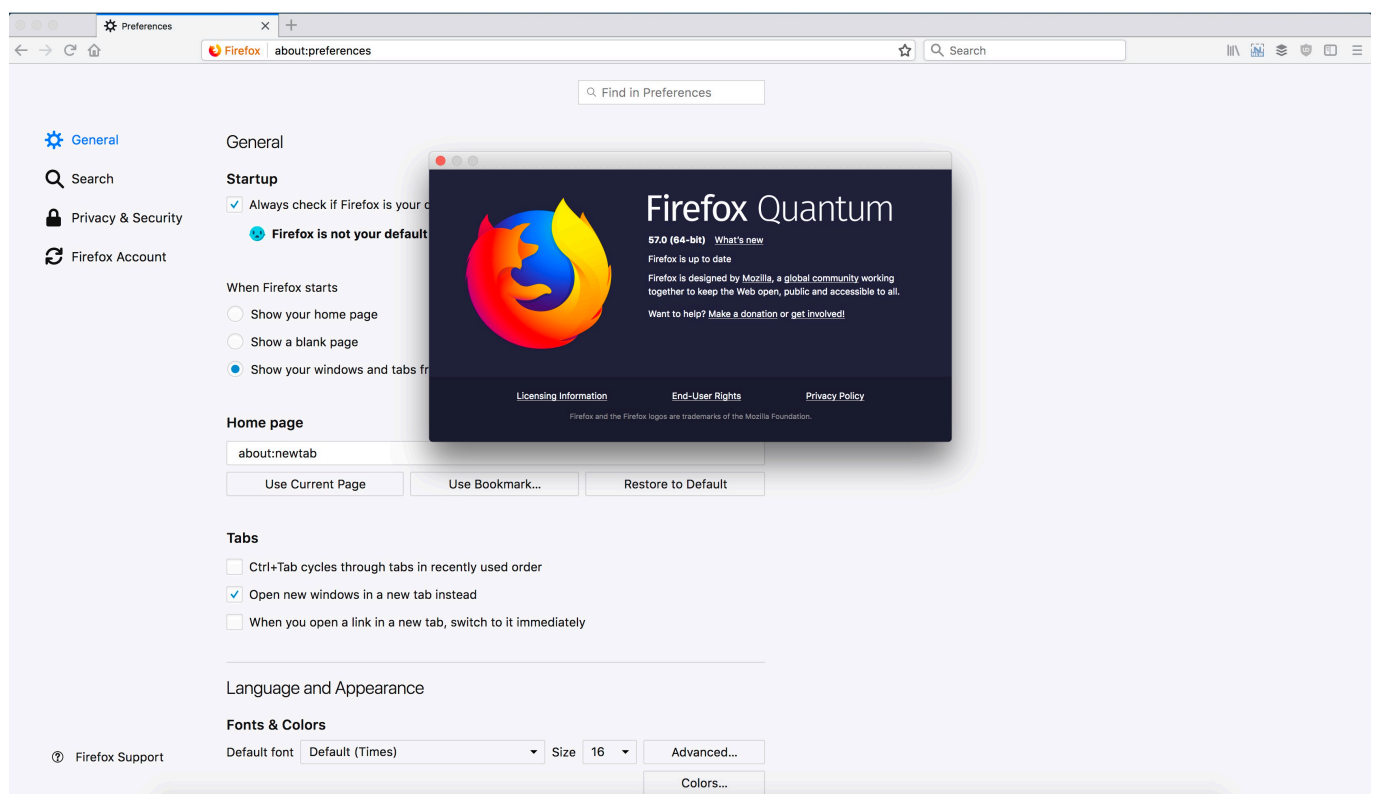 Preferences
Firefox about:preferences
Search
Find in Preferences
General
Search
Privacy & Security
Firefox Account
Firefox Support
General
Startup
Always check if Firefox is your
Firefox is not your default
When Firefox starts
Show your home page
Show a blank page
Show your windows and tabs
Home page
about:newtab
Use Current Page Use Bookmark... Restore to Default
Tabs
Ctrl+Tab cycles through tabs in recently used order
Open new windows in a new tab instead
When you open a link in a new tab, switch to it immediately
Language and Appearance
Fonts & Colors
Default font Default (Times) Size 16 Advanced...
Colors...
Firefox Quantum
57.0 (64-bit) What's new
Firefox is up to date
Firefox is designed by Mozilla, a global community working
together to keep the Web open, public and accessible to all.
Want to help? Make a donation or get involved!
Licensing Information End-User Rights Privacy Policy
Firefox and the Firefox logos are trademarks of the Mozilla Foundation.